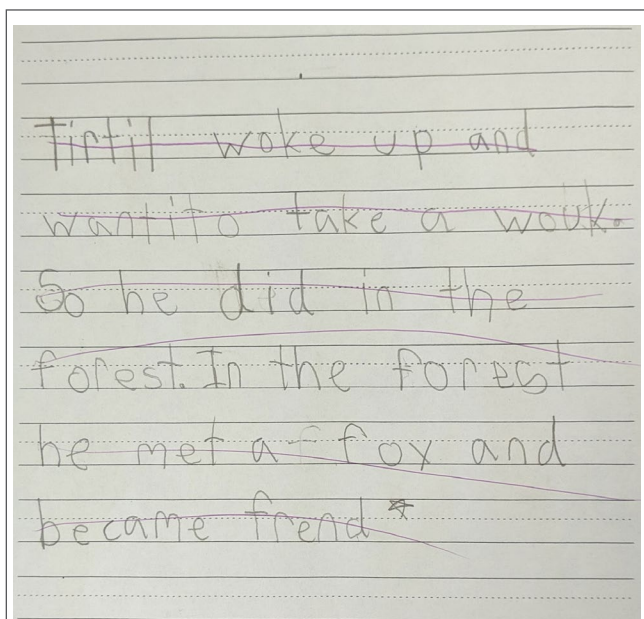 Tirtil woke up and
wantito take a wouk.
So he did in the
forest. In the forest
he met a fox and
became frend*